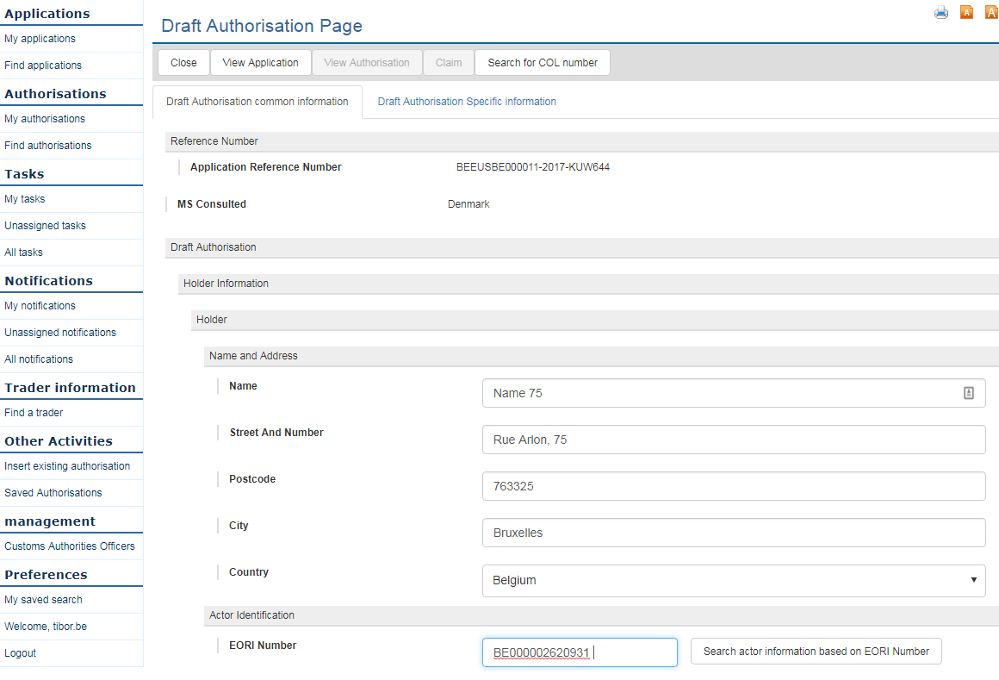 Applications
My applications
Find applications
Authorisations
My authorisations
Find authorisations
Tasks
My tasks
Unassigned tasks
All tasks
Notifications
My notifications
Unassigned notifications
All notifications
Trader information
Find a trader
Other Activities
Insert existing authorisation
Saved Authorisations
management
Customs Authorities Officers
Preferences
My saved search
Welcome, tibor.be
Logout
Draft Authorisation Page
A A
Close View Application View Authorisation Claim Search for COL number
Draft Authorisation common information Draft Authorisation Specific information
Reference Number
Application Reference Number BEEUSBE000011-2017-KUW644
MS Consulted Denmark
Draft Authorisation
Holder Information
Holder
Name and Address
Name Name 75
Street And Number Rue Arlon, 75
Postcode 763325
City Bruxelles
Country Belgium
Actor Identification
EORI Number BE000002620931 Search actor information based on EORI Number